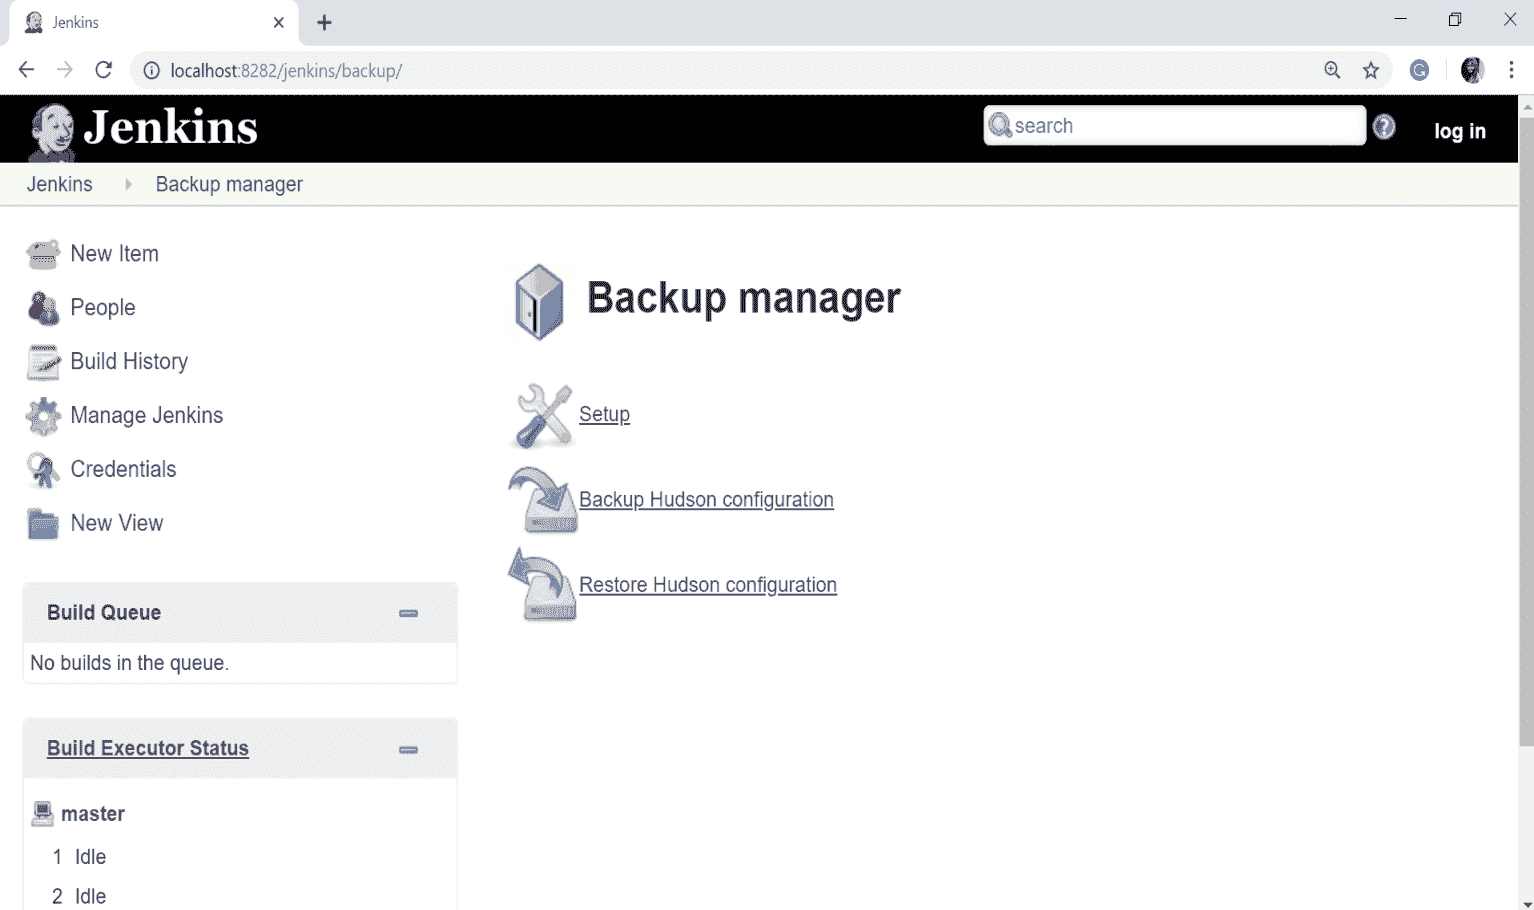 Jenkins
localhost:8282/jenkins/backup/
Jenkins
search
log in
Jenkins
Backup manager
New Item
People
Build History
Manage Jenkins
Credentials
New View
Build Queue
No builds in the queue.
Build Executor Status
master
1 Idle
2 Idle
Backup manager
Setup
Backup Hudson configuration
Restore Hudson configuration